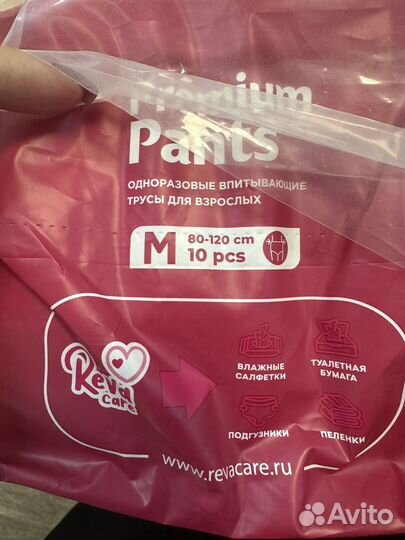 Premium
Pants
ОДНОРАЗОВЫЕ ВПИТЫВАЮЩИЕ
ТРУСЫ ДЛЯ ВЗРОСЛЫХ
M 80-120 cm
10 pcs
Reva
Care
ВЛАЖНЫЕ
САЛФЕТКИ
ТУАЛЕТНАЯ
БУМАГА
ПОДГУЗНИКИ
ПЕЛЕНКИ
www.revacare.ru
Avito